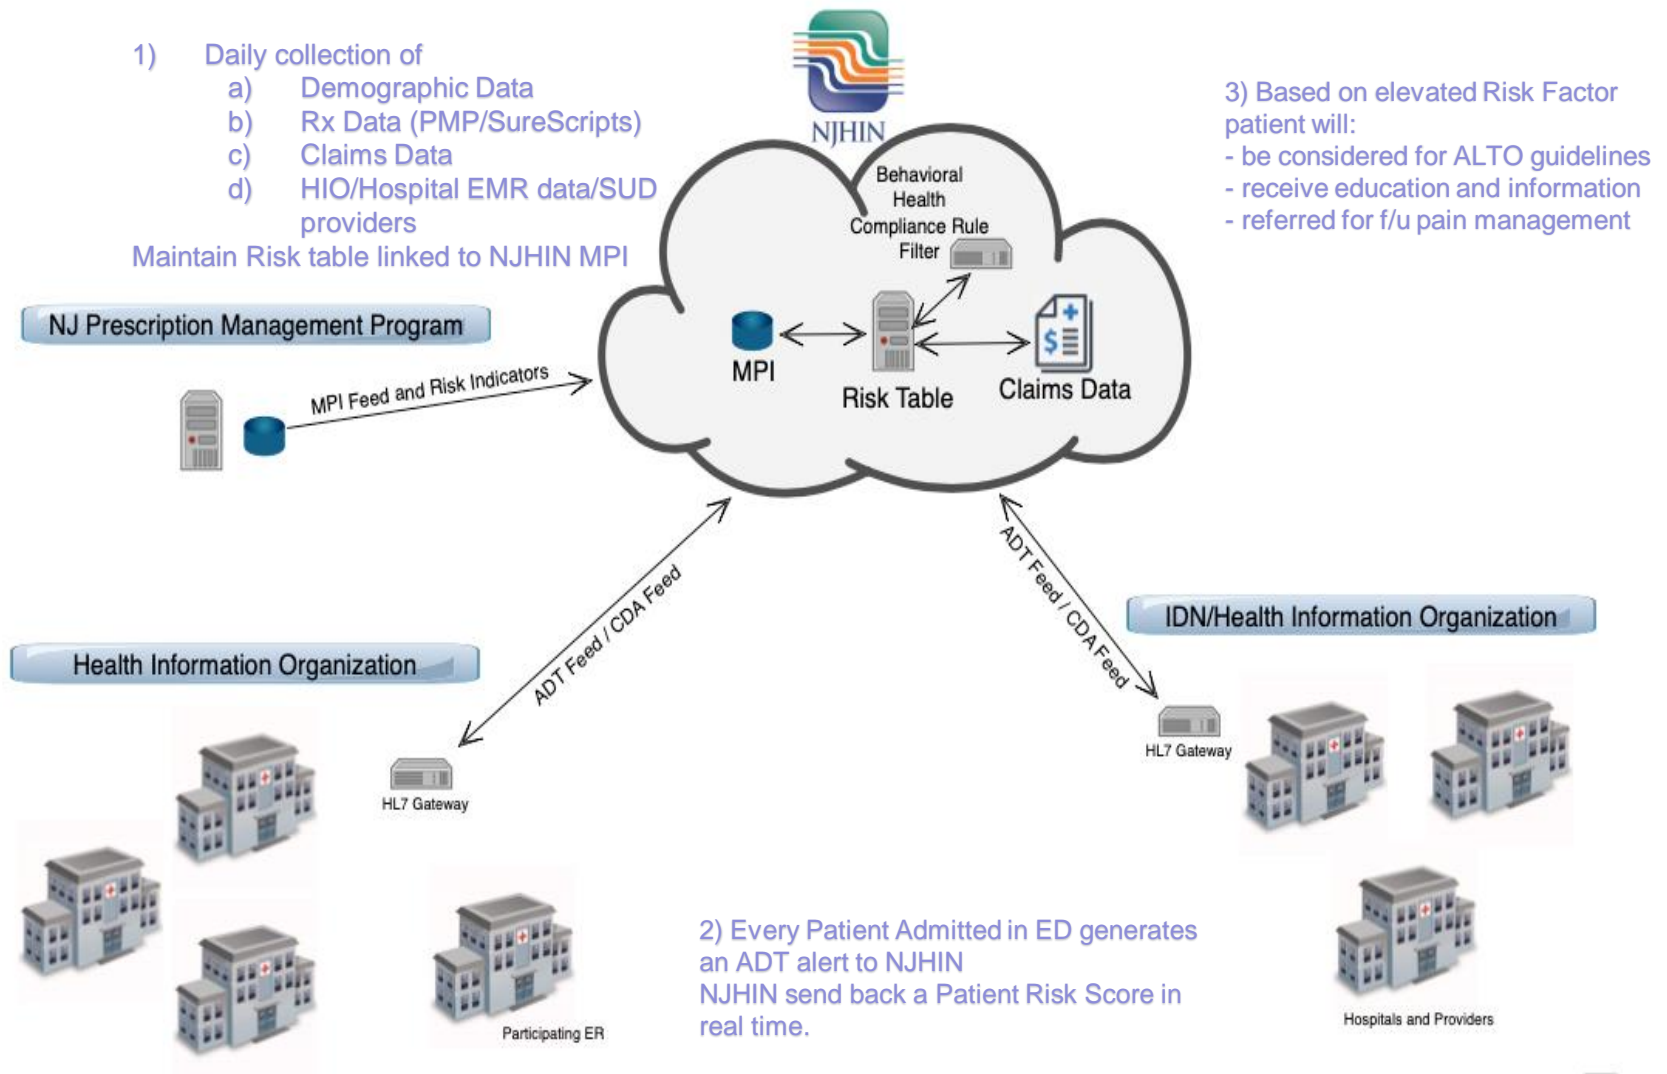 1) Daily collection of
a) Demographic Data
b) Rx Data (PMP/SureScripts)
c) Claims Data
d) HIO/Hospital EMR data/SUD
providers
Maintain Risk table linked to NJHIN MPI
NJHIN
3) Based on elevated Risk Factor
patient will:
- be considered for ALTO guidelines
- receive education and information
- referred for f/u pain management
Behavioral
Health
Compliance Rule
Filter
MPI
Risk Table
Claims Data
NJ Prescription Management Program
MPI Feed and Risk Indicators
ADT Feed / CDA Feed
ADT Feed / CDA Feed
Health Information Organization
HL7 Gateway
Participating ER
IDN/Health Information Organization
HL7 Gateway
Hospitals and Providers
2) Every Patient Admitted in ED generates
an ADT alert to NJHIN
NJHIN send back a Patient Risk Score in
real time.